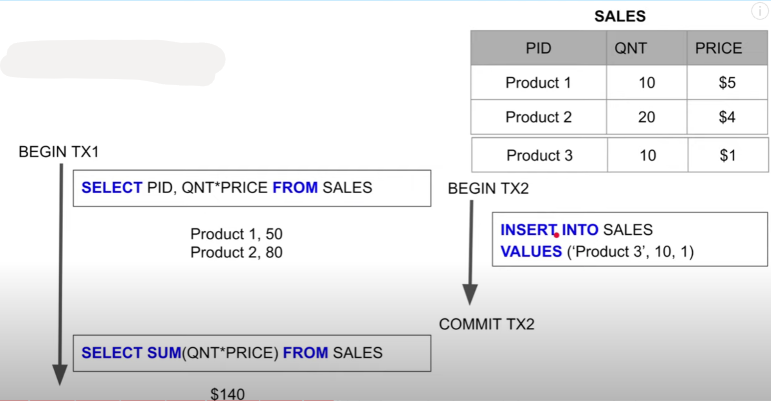 SALES
PID QNT PRICE
Product 1 10 $5
Product 2 20 $4
Product 3 10 $1
BEGIN TX1
SELECT PID, QNT*PRICE FROM SALES
Product 1, 50
Product 2, 80
BEGIN TX2
INSERT INTO SALES
VALUES (‘Product 3’, 10, 1)
COMMIT TX2
SELECT SUM(QNT*PRICE) FROM SALES
$140